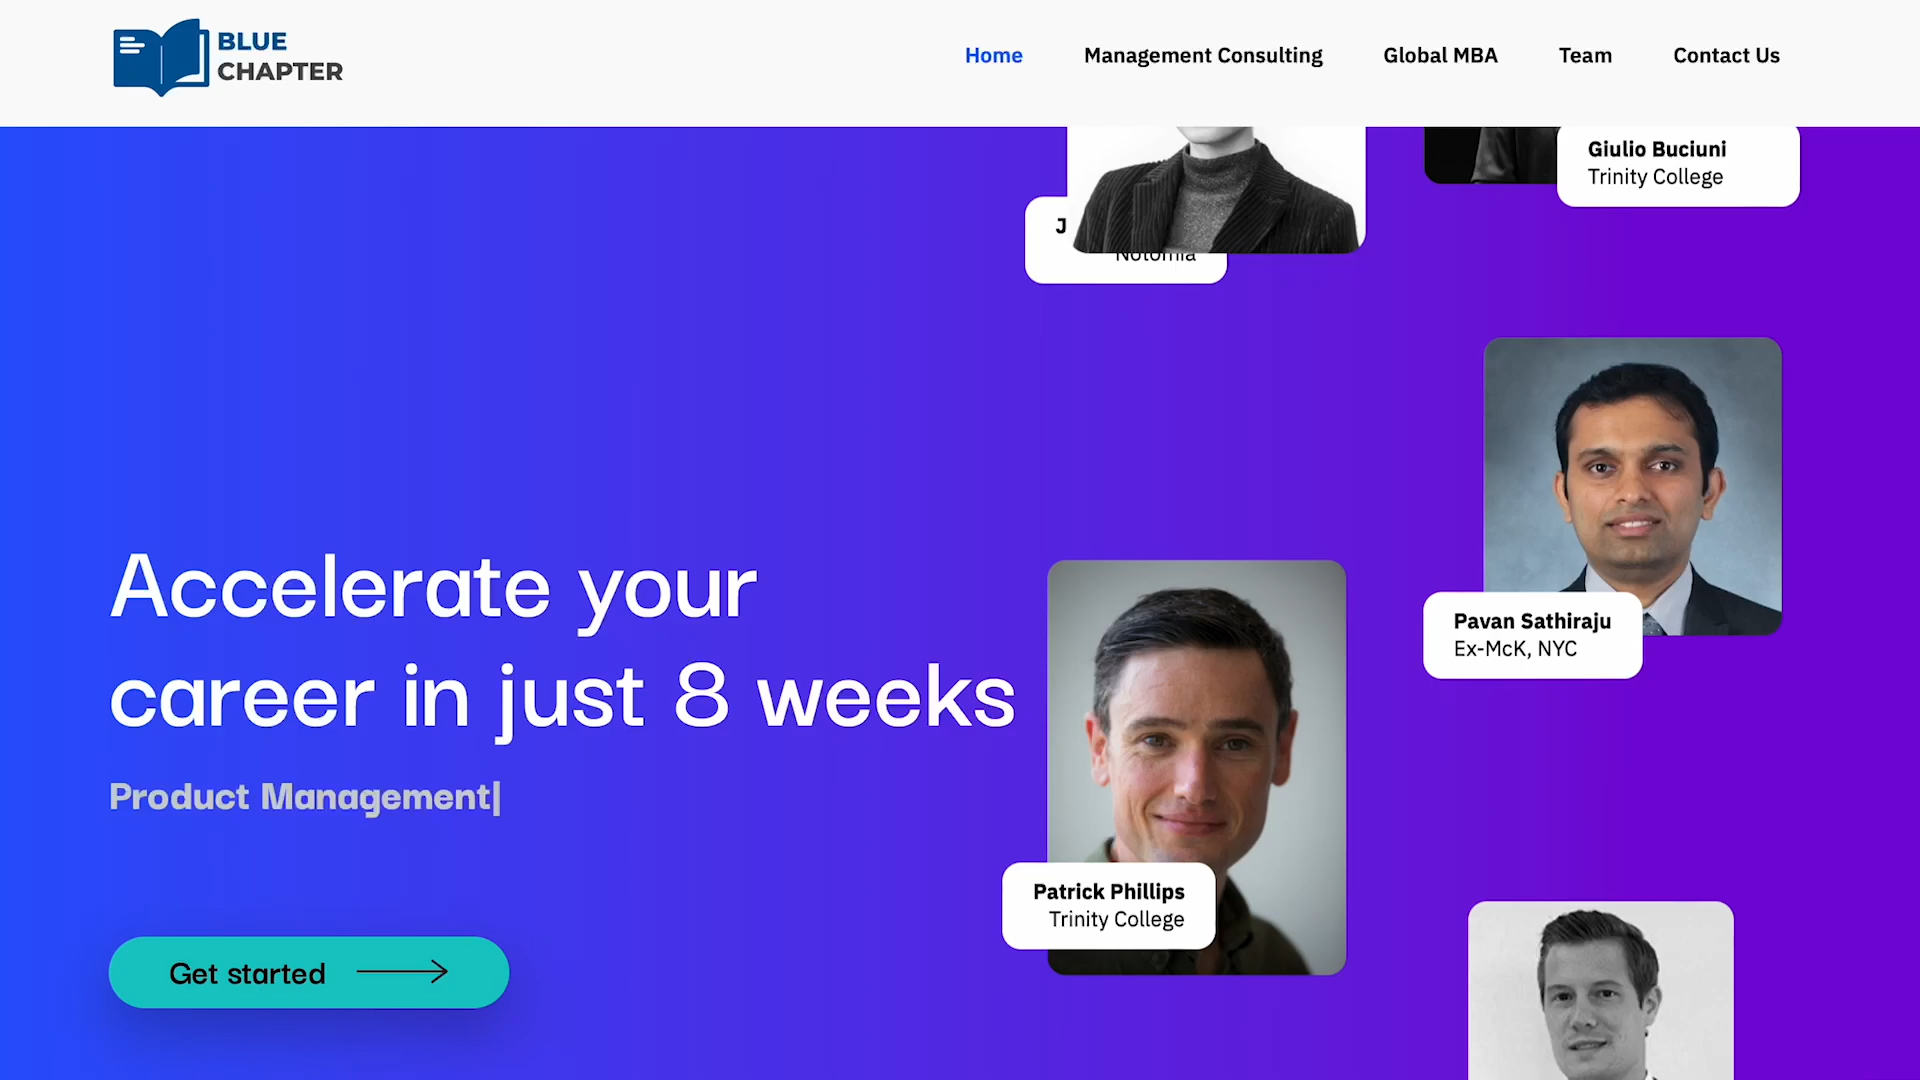 BLUE
CHAPTER
Home
Management Consulting
Global MBA
Team
Contact Us
Giulio Buciuni
Trinity College
J
Notomia
Pavan Sathiraju
Ex-McK, NYC
Accelerate your
career in just 8 weeks
Product Management|
Patrick Phillips
Trinity College
Get started